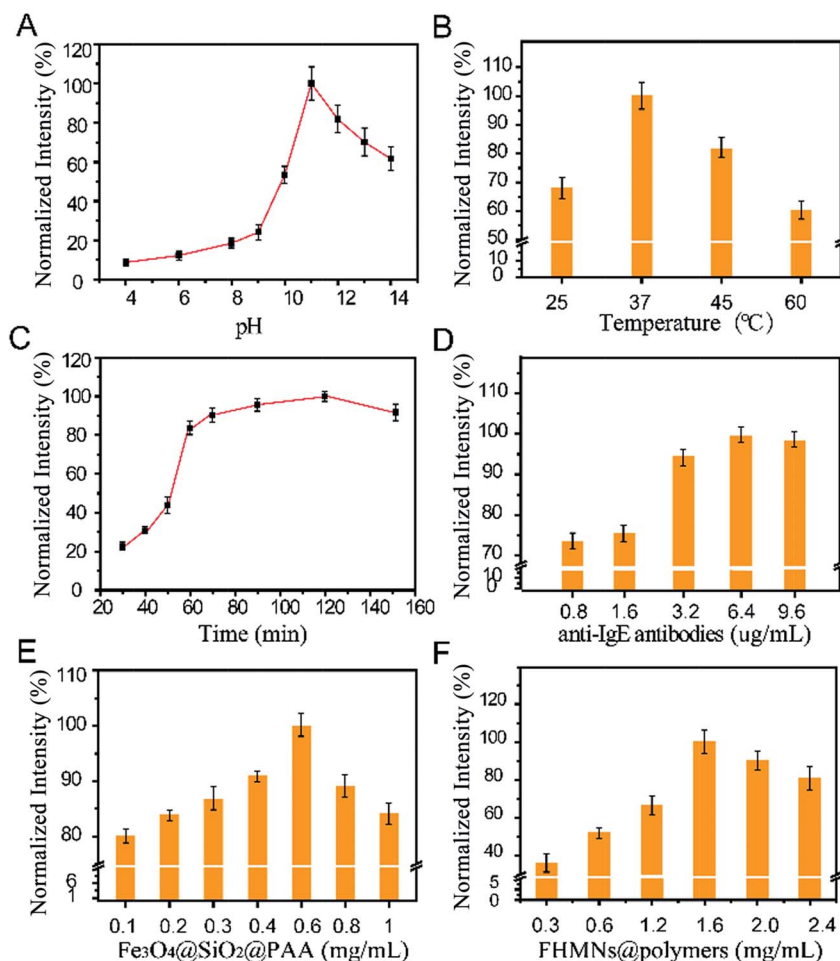 A
Normalized Intensity (%)
120
100
80
60
40
20
0
4 6 8 10 12 14
pH
B
Normalized Intensity (%)
110
100
90
80
70
60
50
10
0
25 37 45 60
Temperature (℃)
C
Normalized Intensity (%)
120
100
80
60
40
20
0
20 40 60 80 100 120 140 160
Time (min)
D
Normalized Intensity (%)
110
100
90
80
70
10
0
0.8 1.6 3.2 6.4 9.6
anti-IgE antibodies (ug/mL)
E
Normalized Intensity (%)
110
100
90
80
6
1
0.1 0.2 0.3 0.4 0.6 0.8 1
Fe₃O₄@SiO₂@PAA (mg/mL)
F
Normalized Intensity (%)
120
100
80
60
40
5
0
0.3 0.6 1.2 1.6 2.0 2.4
FHMNs@polymers (mg/mL)